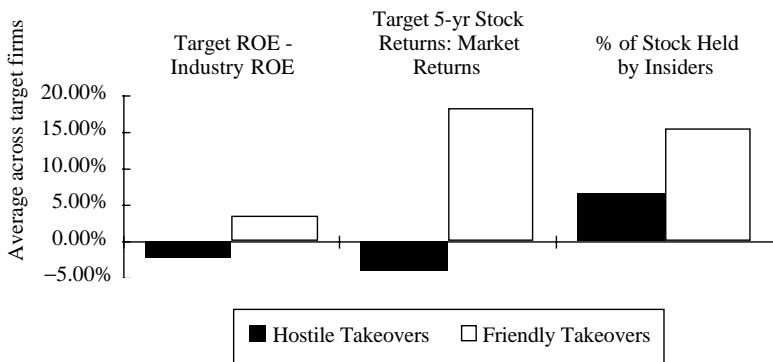 Target ROE -
Industry ROE
Target 5-yr Stock
Returns: Market
Returns
% of Stock Held
by Insiders
Average across target firms
20.00%
15.00%
10.00%
5.00%
0.00%
−5.00%
Hostile Takeovers
Friendly Takeovers